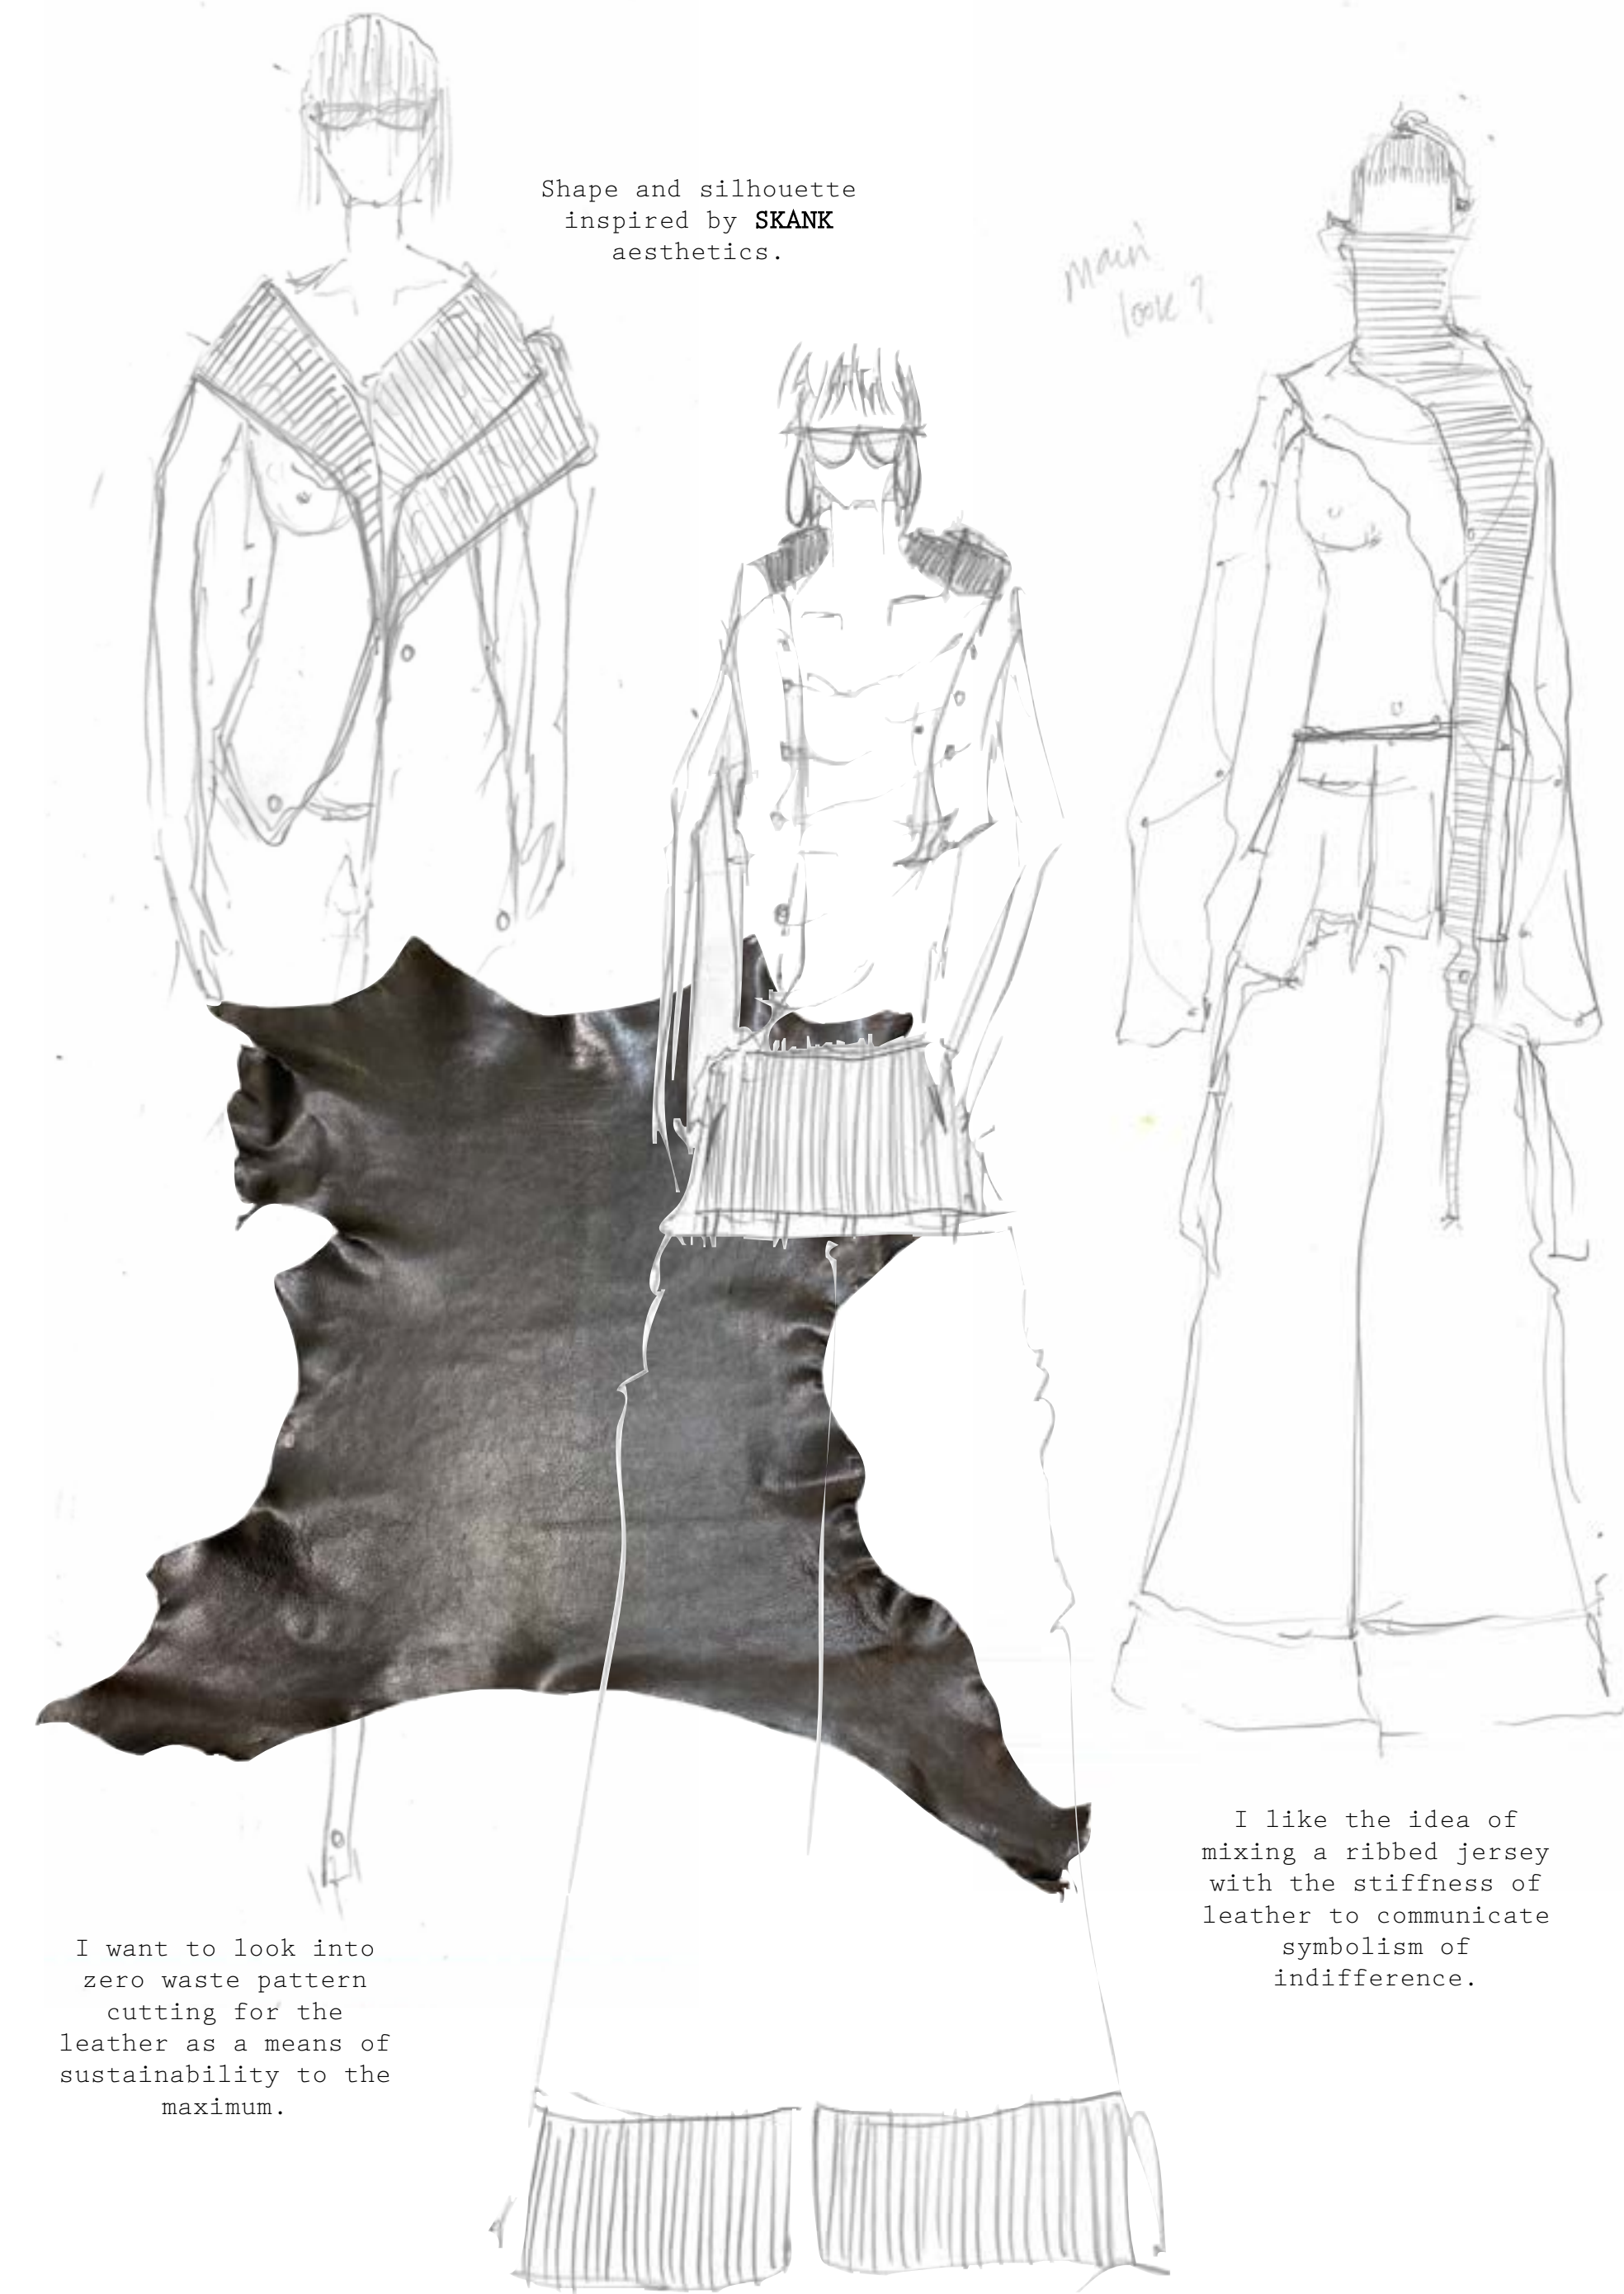 Shape and silhouette
inspired by SKANK
aesthetics.
main
look?
I like the idea of
mixing a ribbed jersey
with the stiffness of
leather to communicate
symbolism of
indifference.
I want to look into
zero waste pattern
cutting for the
leather as a means of
sustainability to the
maximum.